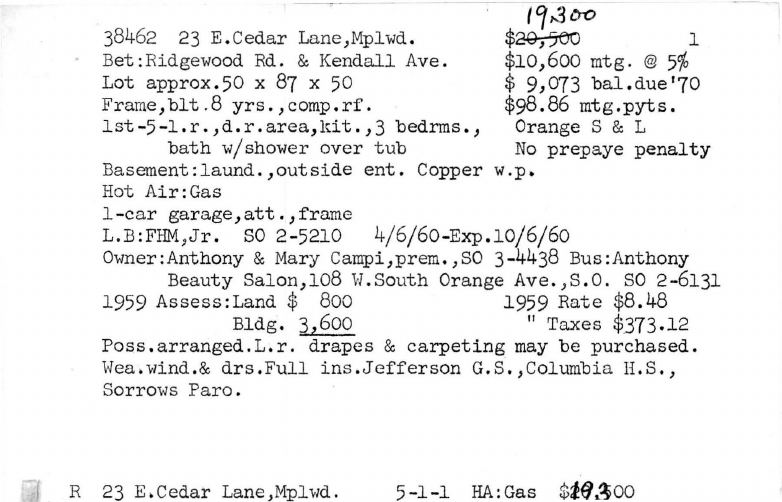 19,300
38462 23 E.Cedar Lane,Mplwd. $20,500 1
Bet:Ridgewood Rd. & Kendall Ave. $10,600 mtg. @ 5%
Lot approx.50 x 87 x 50 $ 9,073 bal.due'70
Frame,blt.8 yrs.,comp.rf. $98.86 mtg.pyts.
1st-5-l.r.,d.r.area,kit.,3 bedrms., Orange S & L
bath w/shower over tub No prepaye penalty
Basement:laund.,outside ent. Copper w.p.
Hot Air:Gas
1-car garage,att.,frame
L.B:FHM,Jr. SO 2-5210 4/6/60-Exp.10/6/60
Owner:Anthony & Mary Campi,prem.,SO 3-4438 Bus:Anthony
Beauty Salon,108 W.South Orange Ave.,S.O. SO 2-6131
1959 Assess:Land $ 800 1959 Rate $8.48
Bldg. 3,600 " Taxes $373.12
Poss.arranged.L.r. drapes & carpeting may be purchased.
Wea.wind.& drs.Full ins.Jefferson G.S.,Columbia H.S.,
Sorrows Paro.
R 23 E.Cedar Lane,Mplwd. 5-1-1 HA:Gas $19,300